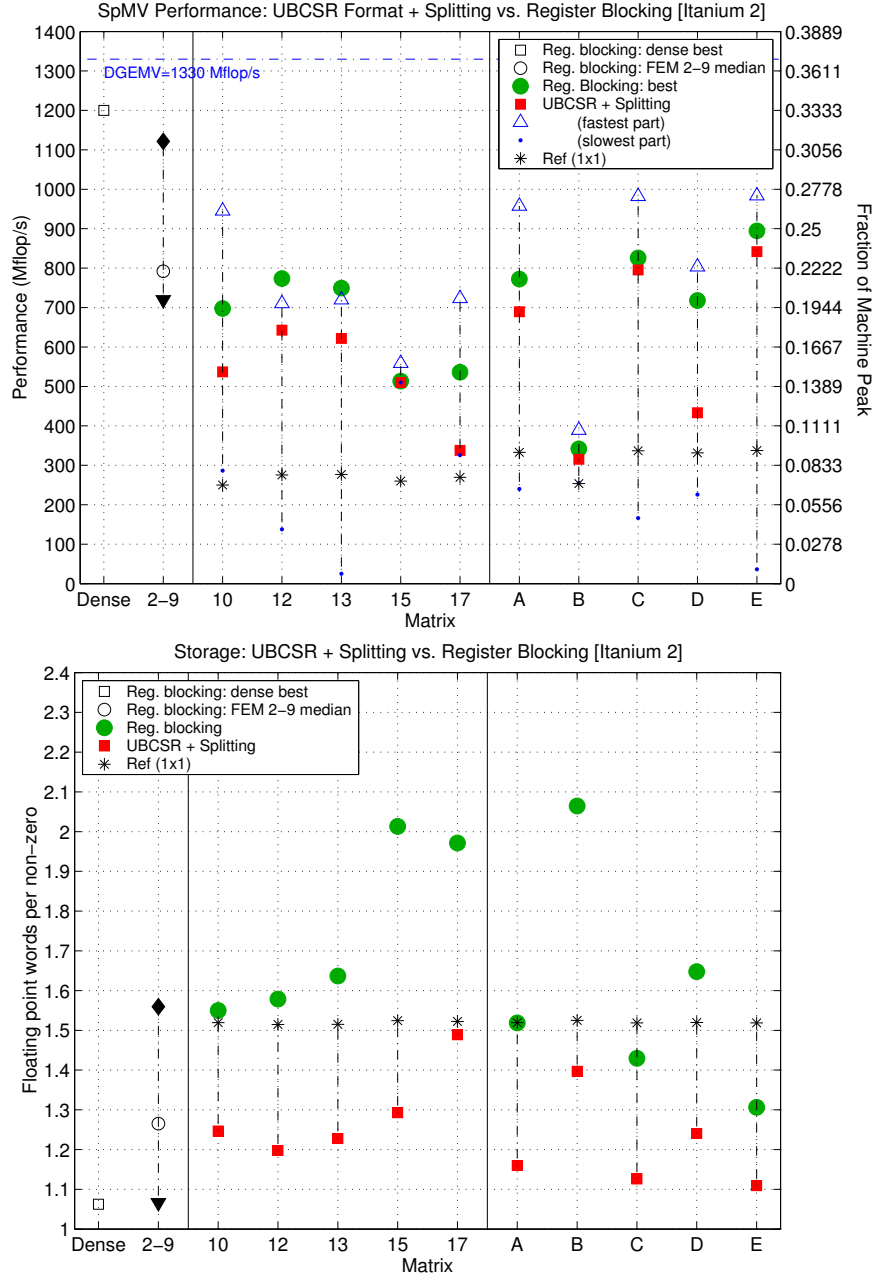 SpMV Performance: UBCSR Format + Splitting vs. Register Blocking [Itanium 2]
1400
1300
1200
1100
1000
900
800
700
600
500
400
300
200
100
0
Performance (Mflop/s)
DGEMV=1330 Mflop/s
Reg. blocking: dense best
Reg. blocking: FEM 2−9 median
Reg. Blocking: best
UBCSR + Splitting
(fastest part)
(slowest part)
Ref (1x1)
0.3889
0.3611
0.3333
0.3056
0.2778
0.25
0.2222
0.1944
0.1667
0.1389
0.1111
0.0833
0.0556
0.0278
0
Fraction of Machine Peak
Dense 2−9 10 12 13 15 17 A B C D E
Matrix
Storage: UBCSR + Splitting vs. Register Blocking [Itanium 2]
2.4
2.3
2.2
2.1
2
1.9
1.8
1.7
1.6
1.5
1.4
1.3
1.2
1.1
1
Floating point words per non−zero
Reg. blocking: dense best
Reg. blocking: FEM 2−9 median
Reg. blocking
UBCSR + Splitting
Ref (1x1)
Dense 2−9 10 12 13 15 17 A B C D E
Matrix